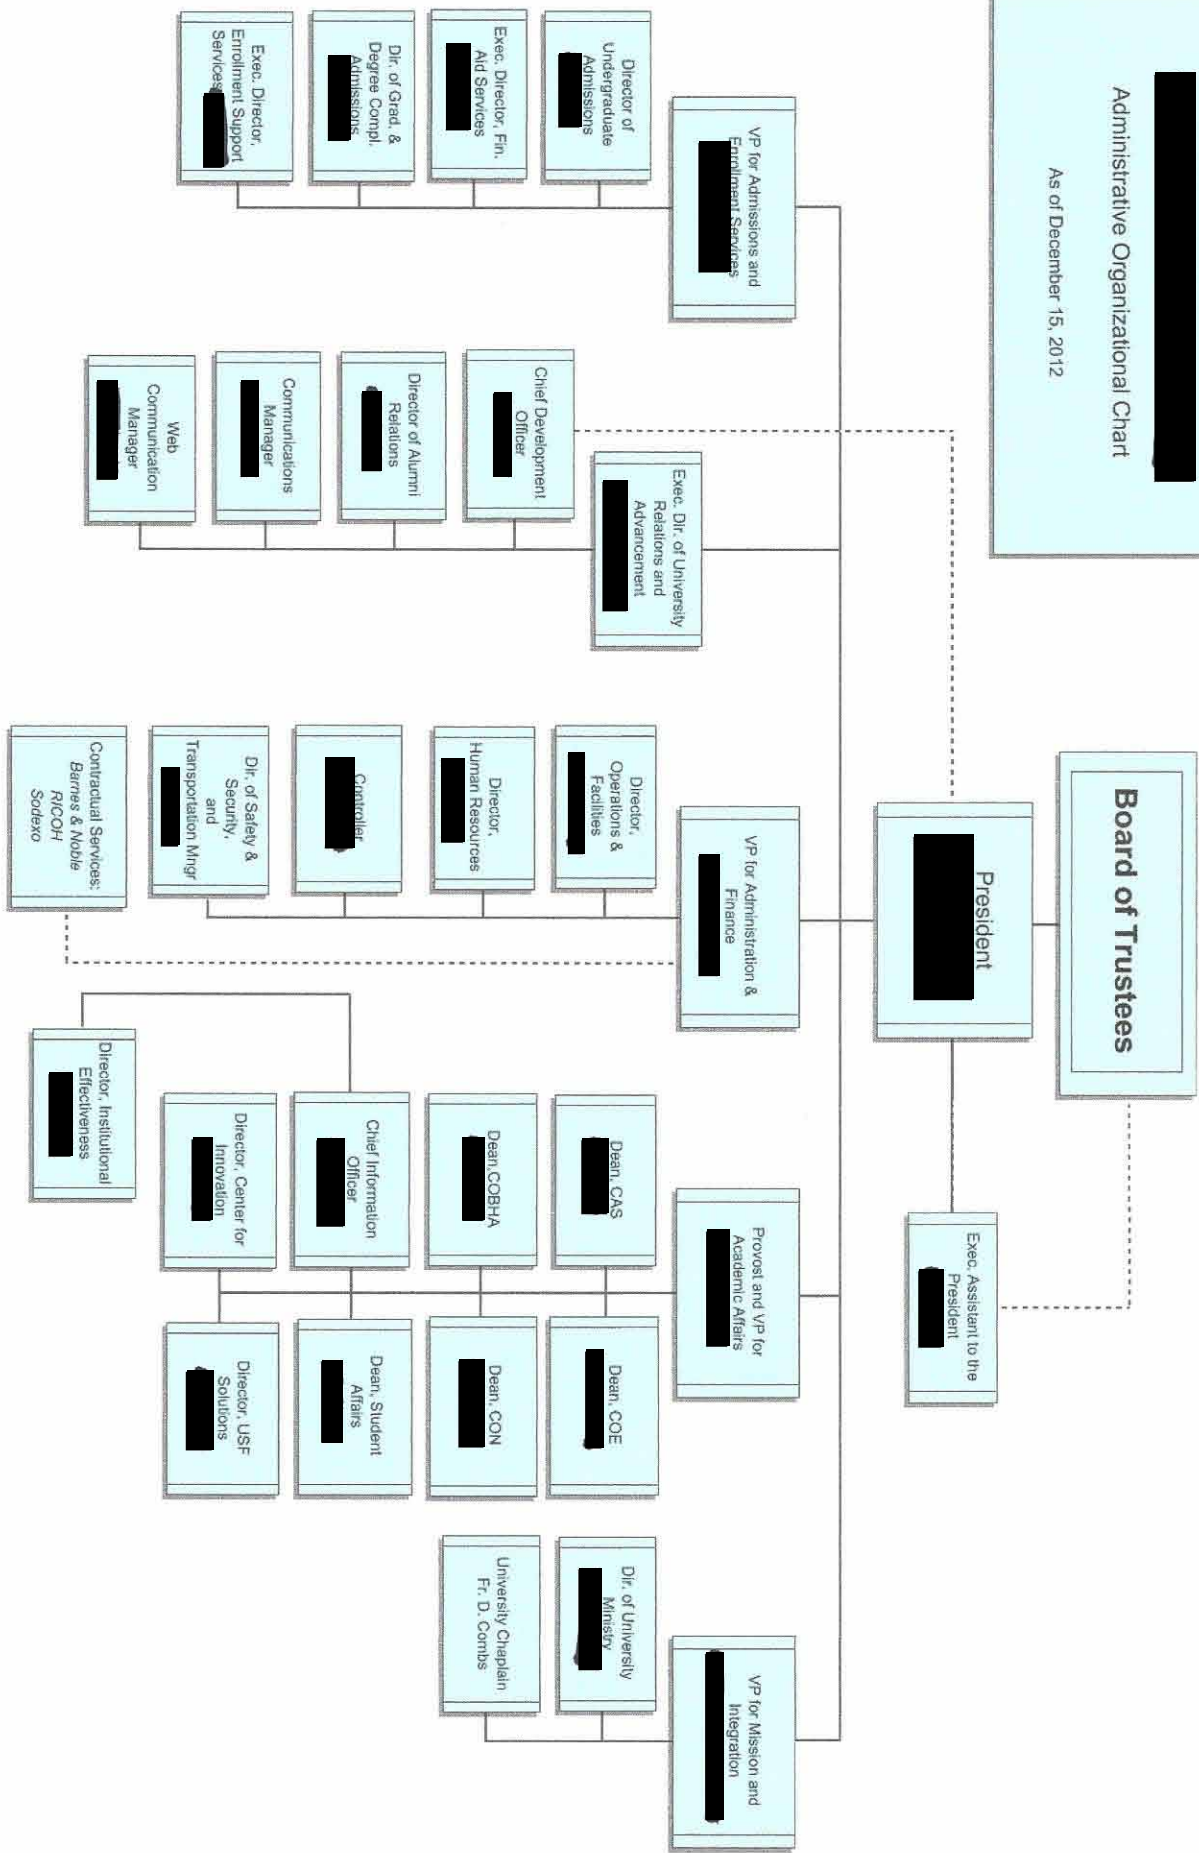 Administrative Organizational Chart
As of December 15, 2012
Board of Trustees
President
Exec. Assistant to the
President
VP for Admissions and
Enrollment Services
Director of
Undergraduate
Admissions
Exec. Director, Fin.
Aid Services
Dir. of Grad. &
Degree Compl.
Admissions
Exec. Director,
Enrollment Support
Services
Exec. Dir. of University
Relations and
Advancement
Chief Development
Officer
Director of Alumni
Relations
Communications
Manager
Web
Communication
Manager
VP for Administration &
Finance
Director,
Operations &
Facilities
Director,
Human Resources
Controller
Dir. of Safety &
Security,
and
Transportation Mngr
Contractual Services:
Barnes & Noble
RICOH
Sodexo
Provost and VP for
Academic Affairs
Dean, CAS
Dean, COE
Dean,COBHA
Dean, CON
Chief Information
Officer
Dean, Student
Affairs
Director, Center for
Innovation
Director, USF
Solutions
Director, Institutional
Effectiveness
VP for Mission and
Integration
Dir. of University
Ministry
University Chaplain
Fr. D. Combs